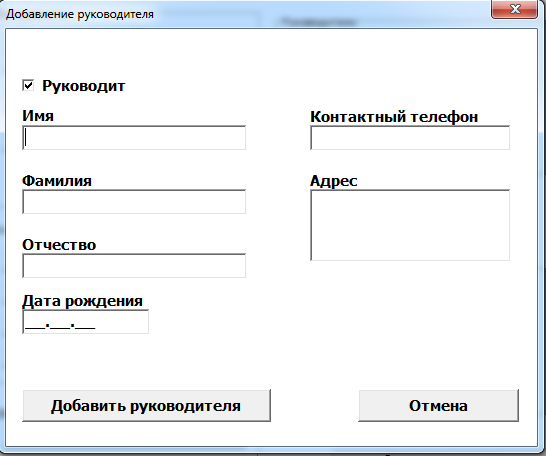 Добавление руководителя
Руководит
Имя
Контактный телефон
Фамилия
Адрес
Отчество
Дата рождения
__.__.__
Добавить руководителя
Отмена